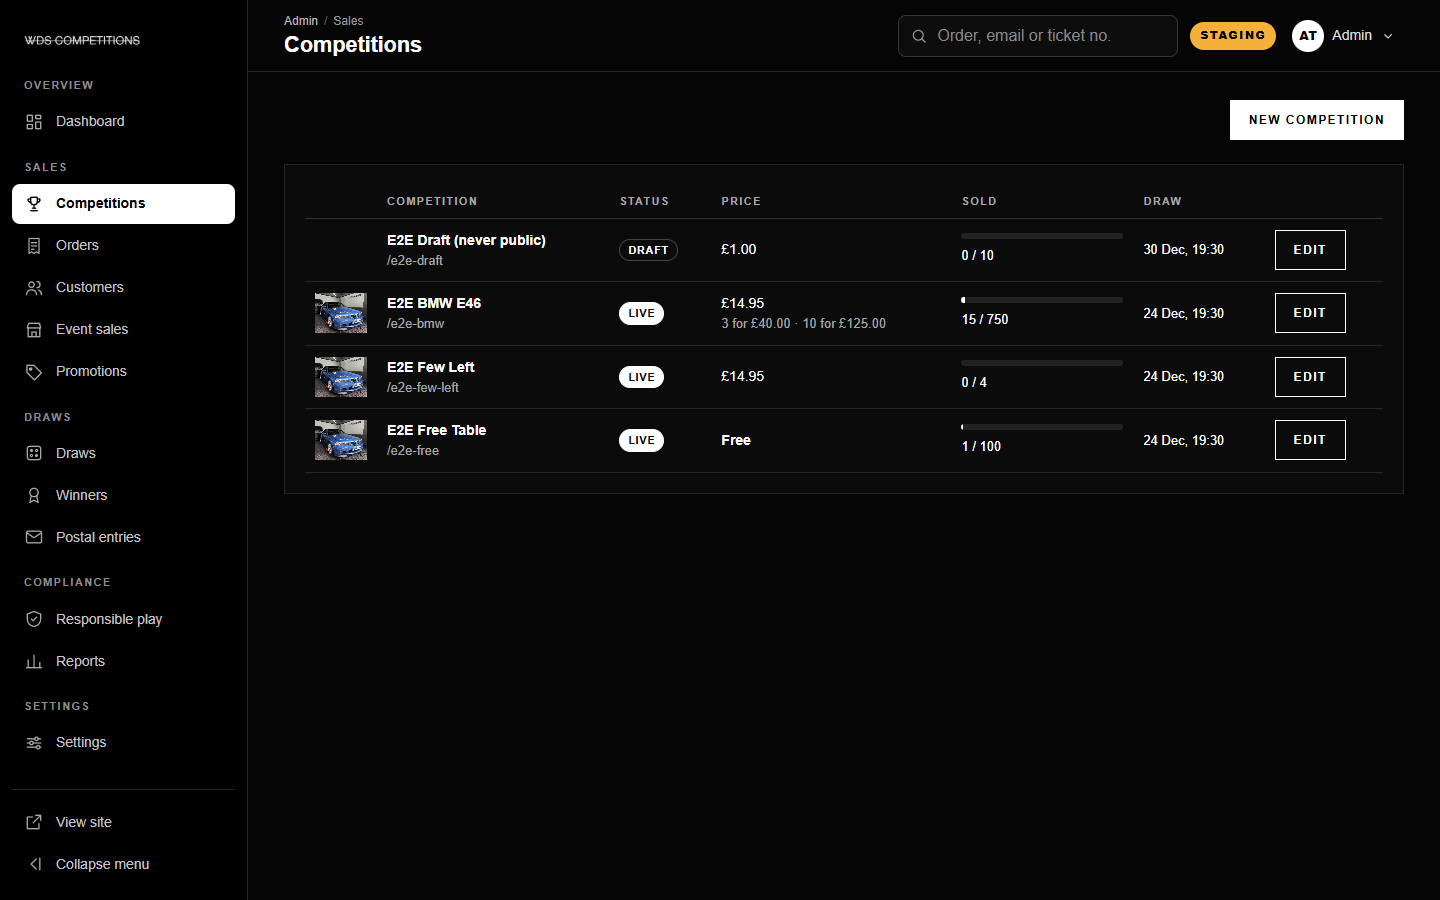 WDS COMPETITIONS
OVERVIEW
Dashboard
SALES
Competitions
Orders
Customers
Event sales
Promotions
DRAWS
Draws
Winners
Postal entries
COMPLIANCE
Responsible play
Reports
SETTINGS
Settings
View site
Collapse menu
Admin / Sales
Competitions
Order, email or ticket no.
STAGING
AT
Admin
NEW COMPETITION
COMPETITION STATUS PRICE SOLD DRAW
E2E Draft (never public)
/e2e-draft
DRAFT
£1.00
0 / 10
30 Dec, 19:30
EDIT
E2E BMW E46
/e2e-bmw
LIVE
£14.95
3 for £40.00 · 10 for £125.00
15 / 750
24 Dec, 19:30
EDIT
E2E Few Left
/e2e-few-left
LIVE
£14.95
0 / 4
24 Dec, 19:30
EDIT
E2E Free Table
/e2e-free
LIVE
Free
1 / 100
24 Dec, 19:30
EDIT